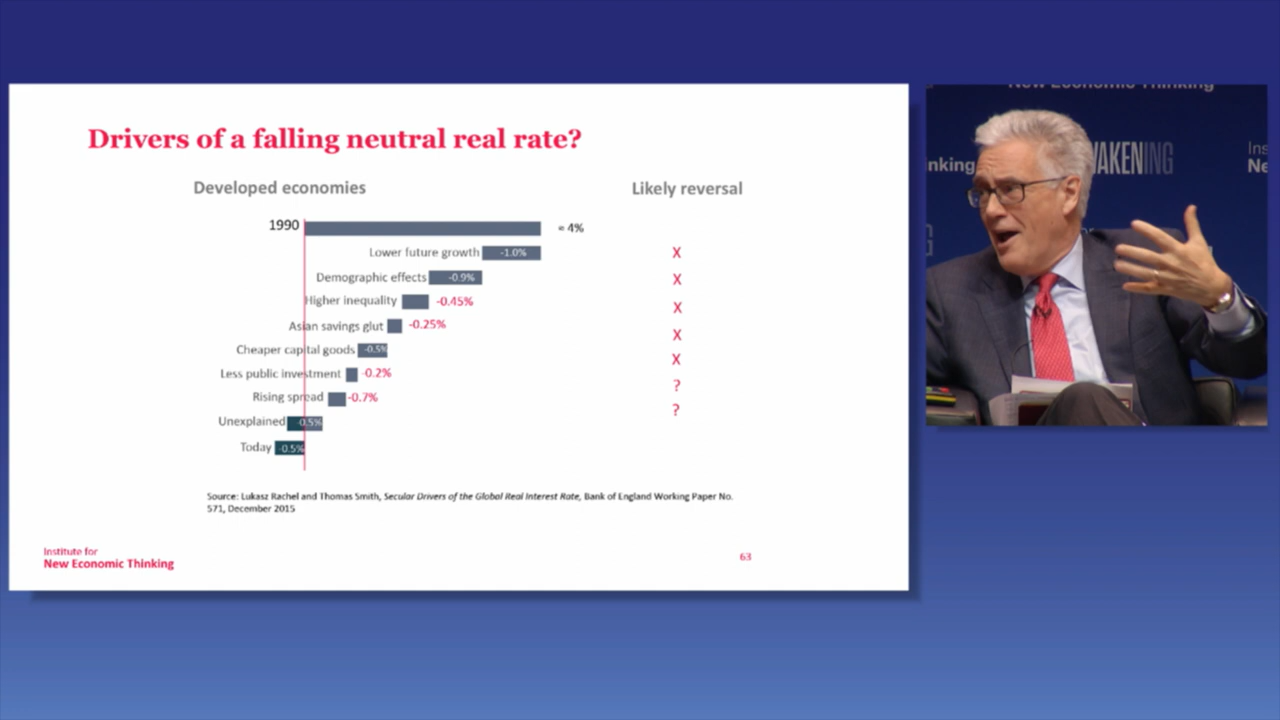 Drivers of a falling neutral real rate?
Developed economies
Likely reversal
1990 ≈ 4%
Lower future growth -1.0% X
Demographic effects -0.9% X
Higher inequality -0.45% X
Asian savings glut -0.25% X
Cheaper capital goods -0.5% X
Less public investment -0.2% ?
Rising spread -0.7% ?
Unexplained -0.5%
Today -0.5%
Source: Lukasz Rachel and Thomas Smith, Secular Drivers of the Global Real Interest Rate, Bank of England Working Paper No.
571, December 2015
Institute for
New Economic Thinking
63
New Economic Thinking
nking
WAKENING
Ins
Ne